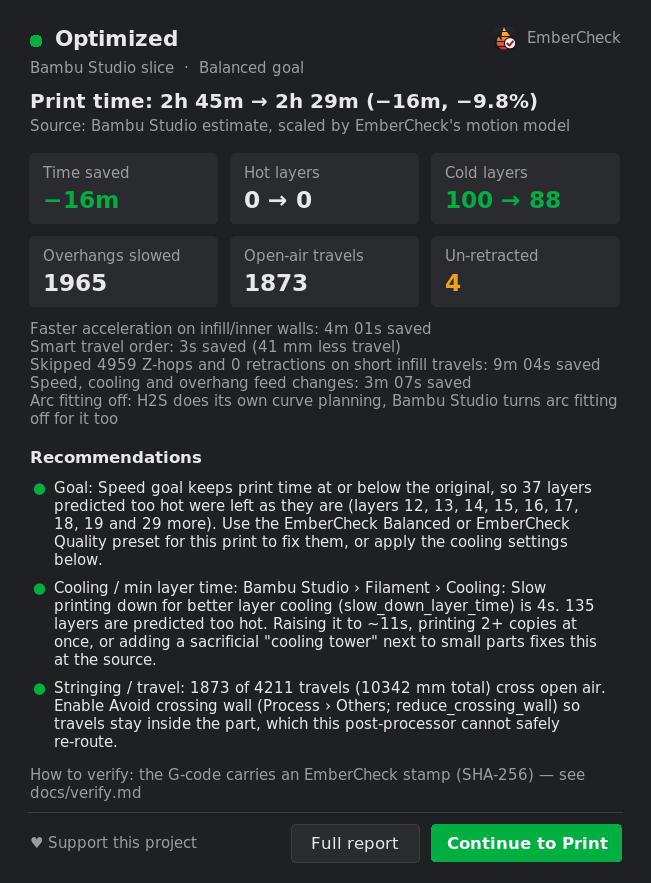 Optimized
EmberCheck
Bambu Studio slice · Balanced goal
Print time: 2h 45m → 2h 29m (−16m, −9.8%)
Source: Bambu Studio estimate, scaled by EmberCheck's motion model
Time saved
−16m
Hot layers
0 → 0
Cold layers
100 → 88
Overhangs slowed
1965
Open-air travels
1873
Un-retracted
4
Faster acceleration on infill/inner walls: 4m 01s saved
Smart travel order: 3s saved (41 mm less travel)
Skipped 4959 Z-hops and 0 retractions on short infill travels: 9m 04s saved
Speed, cooling and overhang feed changes: 3m 07s saved
Arc fitting off: H2S does its own curve planning, Bambu Studio turns arc fitting
off for it too
Recommendations
Goal: Speed goal keeps print time at or below the original, so 37 layers
predicted too hot were left as they are (layers 12, 13, 14, 15, 16, 17,
18, 19 and 29 more). Use the EmberCheck Balanced or EmberCheck
Quality preset for this print to fix them, or apply the cooling settings
below.
Cooling / min layer time: Bambu Studio › Filament › Cooling: Slow
printing down for better layer cooling (slow_down_layer_time) is 4s. 135
layers are predicted too hot. Raising it to ~11s, printing 2+ copies at
once, or adding a sacrificial "cooling tower" next to small parts fixes this
at the source.
Stringing / travel: 1873 of 4211 travels (10342 mm total) cross open air.
Enable Avoid crossing wall (Process › Others; reduce_crossing_wall) so
travels stay inside the part, which this post-processor cannot safely
re-route.
How to verify: the G-code carries an EmberCheck stamp (SHA-256) — see
docs/verify.md
♥ Support this project
Full report
Continue to Print